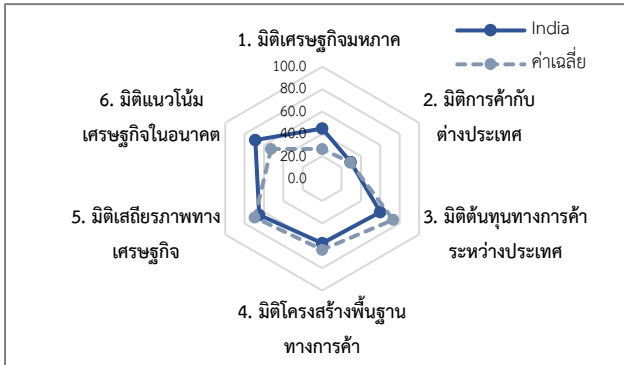 1. มิติเศรษฐกิจมหภาค
India
ค่าเฉลี่ย
100.0
80.0
60.0
40.0
20.0
0.0
2. มิติการค้ากับ
ต่างประเทศ
3. มิติต้นทุนทางการค้า
ระหว่างประเทศ
4. มิติโครงสร้างพื้นฐาน
ทางการค้า
5. มิติเสถียรภาพทาง
เศรษฐกิจ
6. มิติแนวโน้ม
เศรษฐกิจในอนาคต